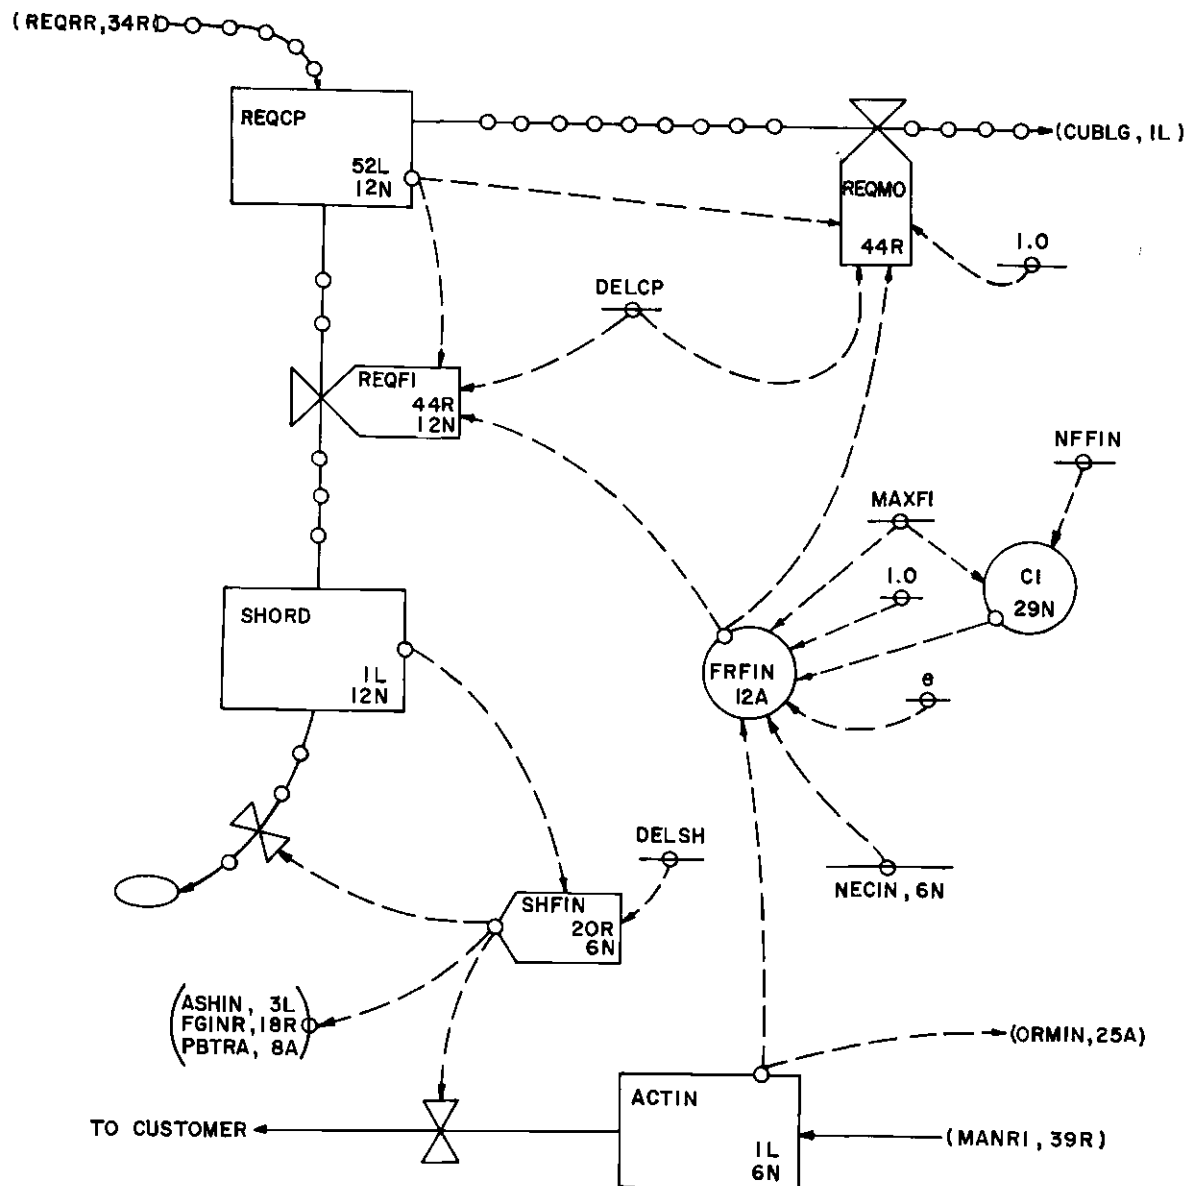 (REQRR,34R)
REQCP
52L
12N
(CUBLG, 1L)
REQMO
44R
1.0
DELCP
REQFI
44R
12N
NFFIN
MAXFI
1.0
CI
29N
SHORD
1L
12N
FRFIN
12A
e
DELSH
NECIN, 6N
SHFIN
20R
6N
(ASHIN, 3L
FGINR,18R
PBTRA, 8A)
(ORMIN,25A)
ACTIN
TO CUSTOMER
(MANRI, 39R)
1L
6N